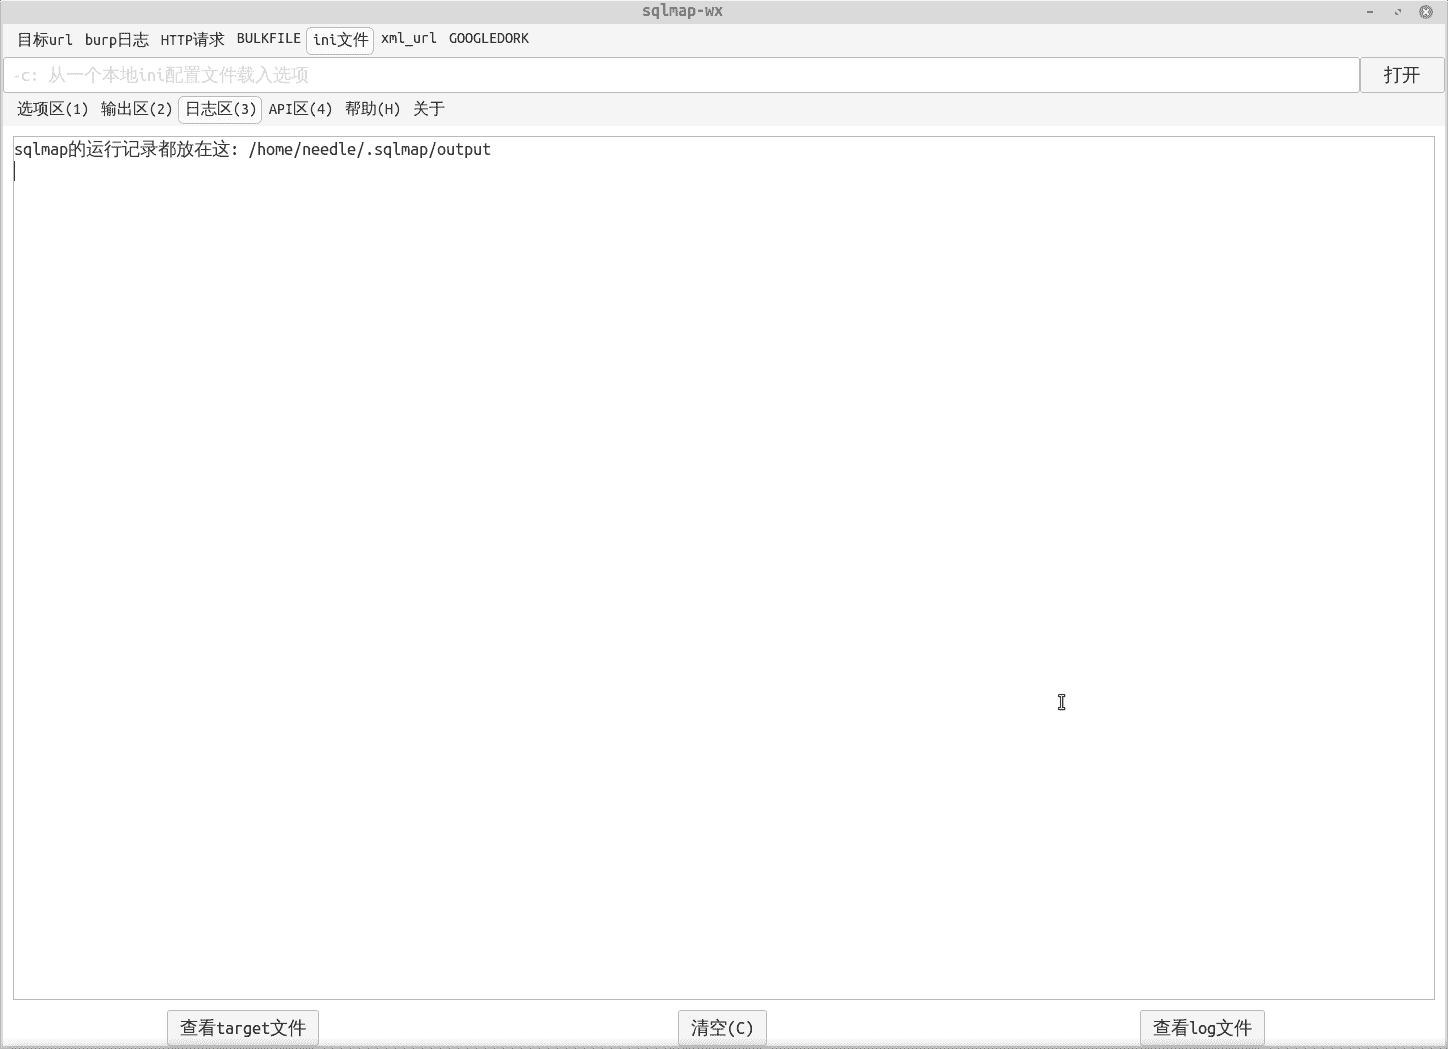 sqlmap-wx
目标url burp日志 HTTP请求 BULKFILE ini文件 xml_url GOOGLEDORK
-c: 从一个本地ini配置文件载入选项 打开
选项区(1) 输出区(2) 日志区(3) API区(4) 帮助(H) 关于
sqlmap的运行记录都放在这: /home/needle/.sqlmap/output
查看target文件 清空(C) 查看log文件